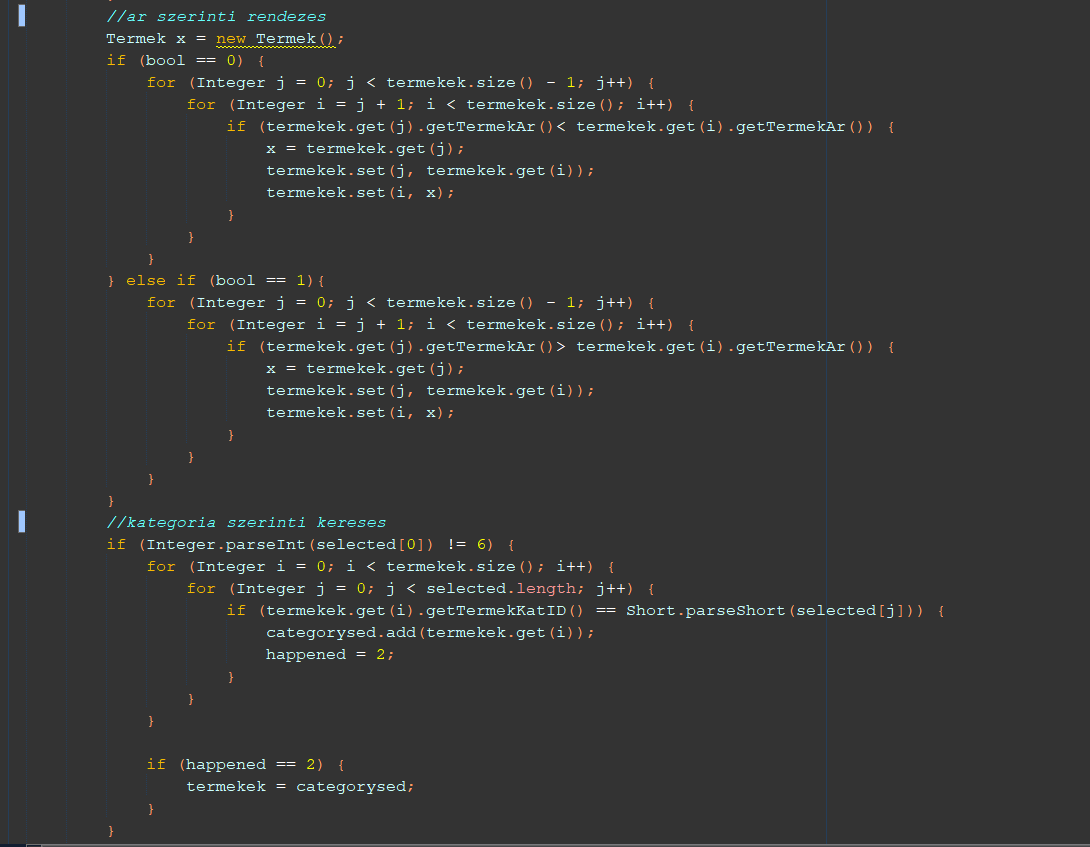 //ar szerinti rendezes
Termek x = new Termek();
if (bool == 0) {
for (Integer j = 0; j < termekek.size() - 1; j++) {
for (Integer i = j + 1; i < termekek.size(); i++) {
if (termekek.get(j).getTermekAr()< termekek.get(i).getTermekAr()) {
x = termekek.get(j);
termekek.set(j, termekek.get(i));
termekek.set(i, x);
}
}
}
} else if (bool == 1){
for (Integer j = 0; j < termekek.size() - 1; j++) {
for (Integer i = j + 1; i < termekek.size(); i++) {
if (termekek.get(j).getTermekAr()> termekek.get(i).getTermekAr()) {
x = termekek.get(j);
termekek.set(j, termekek.get(i));
termekek.set(i, x);
}
}
}
}
//kategoria szerinti kereses
if (Integer.parseInt(selected[0]) != 6) {
for (Integer i = 0; i < termekek.size(); i++) {
for (Integer j = 0; j < selected.length; j++) {
if (termekek.get(i).getTermekKatID() == Short.parseShort(selected[j])) {
categorysed.add(termekek.get(i));
happened = 2;
}
}
}
if (happened == 2) {
termekek = categorysed;
}
}